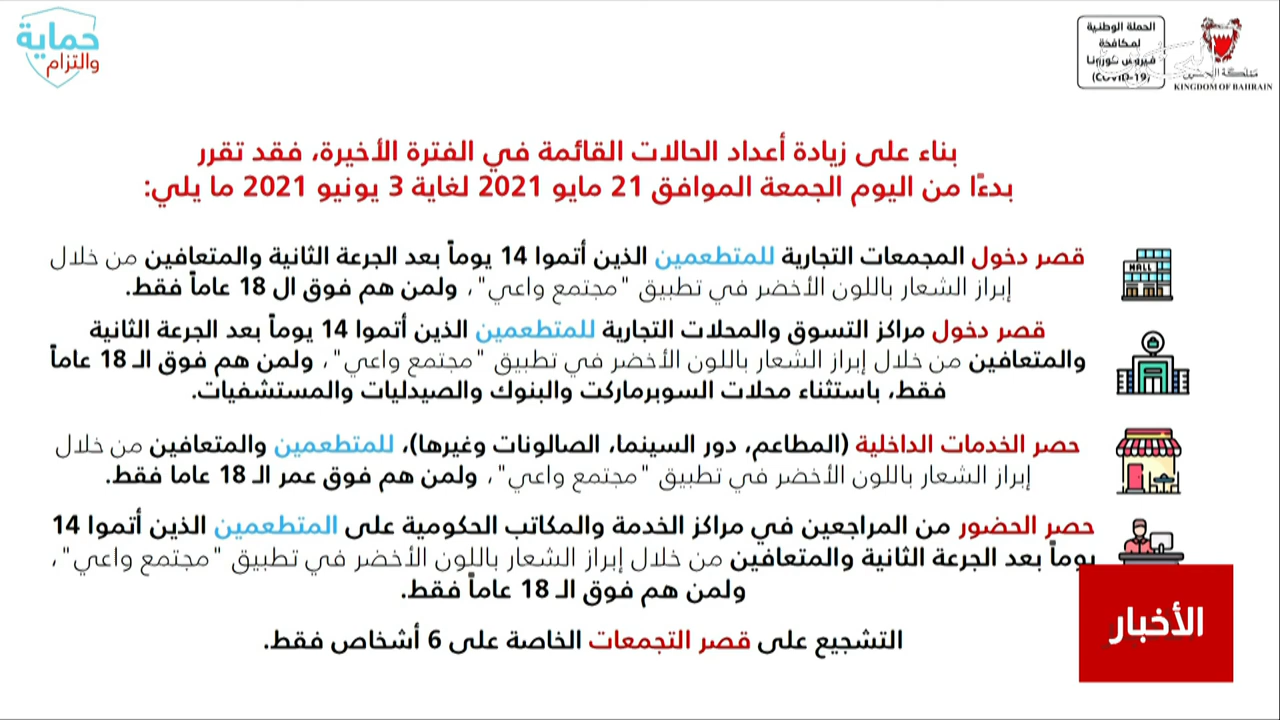 حماية
والتزام
الحملة الوطنية
لمكافحة
فيروس كورونا
(COVID-19)
مملكة البحرين
KINGDOM OF BAHRAIN
بناء على زيادة أعداد الحالات القائمة في الفترة الأخيرة، فقد تقرر
بدءًا من اليوم الجمعة الموافق 21 مايو 2021 لغاية 3 يونيو 2021 ما يلي:
MALL
قصر دخول المجمعات التجارية للمتطعمين الذين أتموا 14 يوماً بعد الجرعة الثانية والمتعافين من خلال
إبراز الشعار باللون الأخضر في تطبيق "مجتمع واعي"، ولمن هم فوق ال 18 عاماً فقط.
قصر دخول مراكز التسوق والمحلات التجارية للمتطعمين الذين أتموا 14 يوماً بعد الجرعة الثانية
والمتعافين من خلال إبراز الشعار باللون الأخضر في تطبيق "مجتمع واعي"، ولمن هم فوق الـ 18 عاماً
فقط، باستثناء محلات السوبرماركت والبنوك والصيدليات والمستشفيات.
حصر الخدمات الداخلية (المطاعم، دور السينما، الصالونات وغيرها)، للمتطعمين والمتعافين من خلال
إبراز الشعار باللون الأخضر في تطبيق "مجتمع واعي"، ولمن هم فوق عمر الـ 18 عاما فقط.
حصر الحضور من المراجعين في مراكز الخدمة والمكاتب الحكومية على المتطعمين الذين أتموا 14
يوماً بعد الجرعة الثانية والمتعافين من خلال إبراز الشعار باللون الأخضر في تطبيق "مجتمع واعي"،
ولمن هم فوق الـ 18 عاماً فقط.
التشجيع على قصر التجمعات الخاصة على 6 أشخاص فقط.
الأخبار